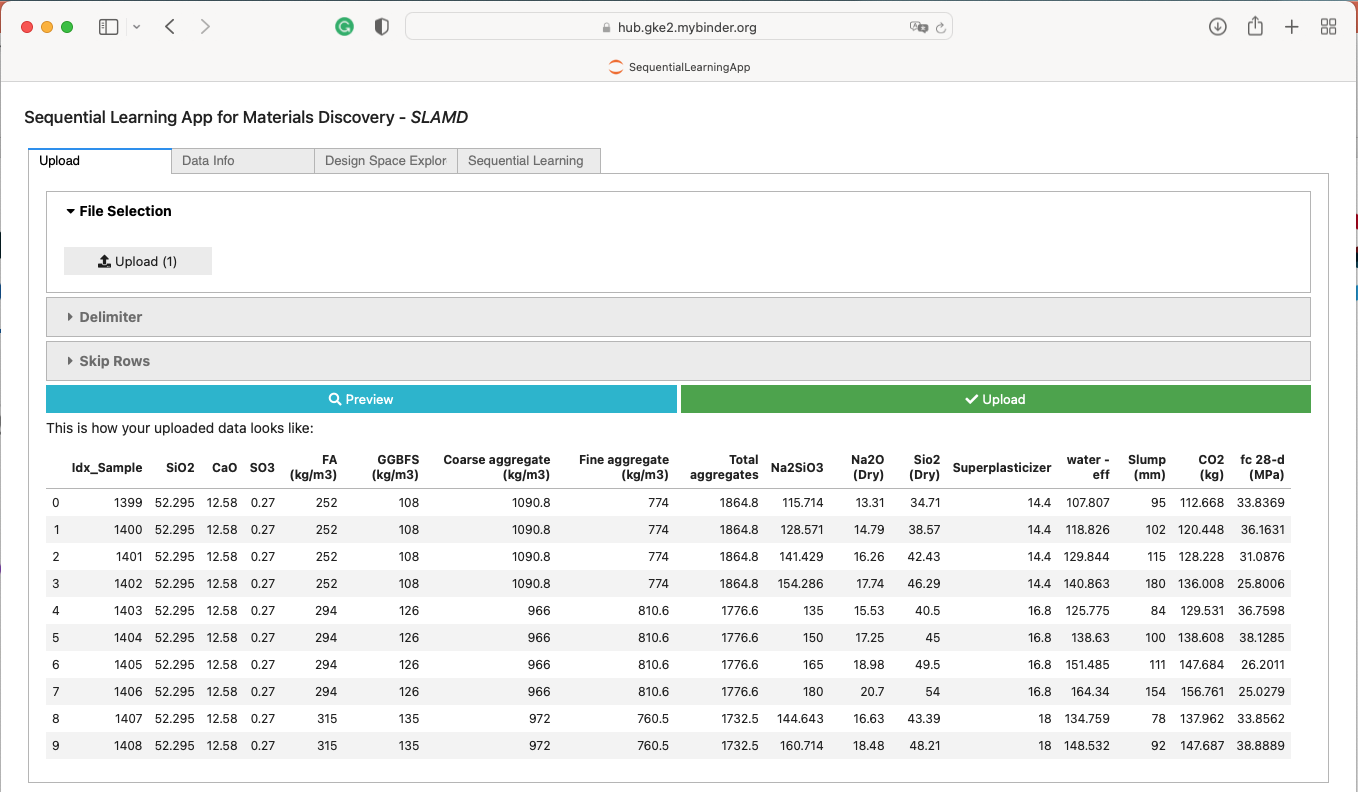 hub.gke2.mybinder.org
SequentialLearningApp
Sequential Learning App for Materials Discovery - SLAMD
Upload Data Info Design Space Explor Sequential Learning
File Selection
Upload (1)
Delimiter
Skip Rows
Preview Upload
This is how your uploaded data looks like:
Idx_Sample SiO2 CaO SO3 FA (kg/m3) GGBFS (kg/m3) Coarse aggregate (kg/m3) Fine aggregate (kg/m3) Total aggregates Na2SiO3 Na2O (Dry) Sio2 (Dry) Superplasticizer water - eff Slump (mm) CO2 (kg) fc 28-d (MPa)
0 1399 52.295 12.58 0.27 252 108 1090.8 774 1864.8 115.714 13.31 34.71 14.4 107.807 95 112.668 33.8369
1 1400 52.295 12.58 0.27 252 108 1090.8 774 1864.8 128.571 14.79 38.57 14.4 118.826 102 120.448 36.1631
2 1401 52.295 12.58 0.27 252 108 1090.8 774 1864.8 141.429 16.26 42.43 14.4 129.844 115 128.228 31.0876
3 1402 52.295 12.58 0.27 252 108 1090.8 774 1864.8 154.286 17.74 46.29 14.4 140.863 180 136.008 25.8006
4 1403 52.295 12.58 0.27 294 126 966 810.6 1776.6 135 15.53 40.5 16.8 125.775 84 129.531 36.7598
5 1404 52.295 12.58 0.27 294 126 966 810.6 1776.6 150 17.25 45 16.8 138.63 100 138.608 38.1285
6 1405 52.295 12.58 0.27 294 126 966 810.6 1776.6 165 18.98 49.5 16.8 151.485 111 147.684 26.2011
7 1406 52.295 12.58 0.27 294 126 966 810.6 1776.6 180 20.7 54 16.8 164.34 154 156.761 25.0279
8 1407 52.295 12.58 0.27 315 135 972 760.5 1732.5 144.643 16.63 43.39 18 134.759 78 137.962 33.8562
9 1408 52.295 12.58 0.27 315 135 972 760.5 1732.5 160.714 18.48 48.21 18 148.532 92 147.687 38.8889